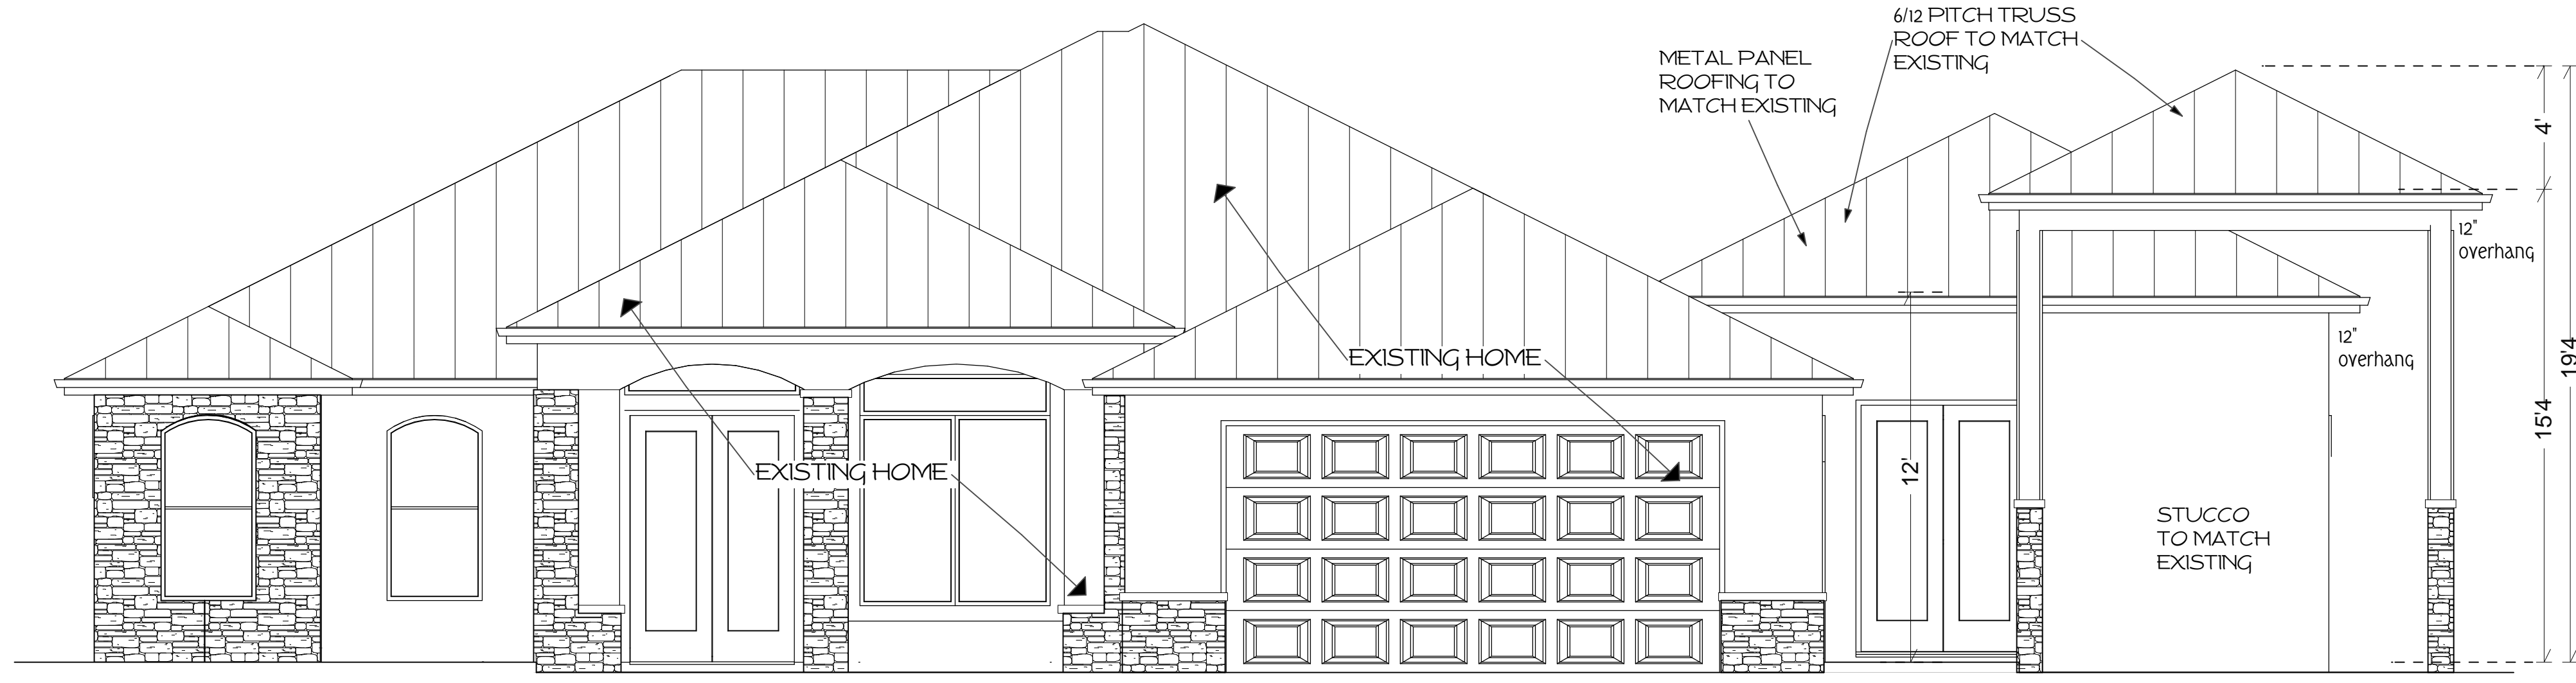 6/12 PITCH TRUSS
ROOF TO MATCH
EXISTING
METAL PANEL
ROOFING TO
MATCH EXISTING
4'
12"
overhang
12"
overhang
19'4
15'4
EXISTING HOME
EXISTING HOME
12'
STUCCO
TO MATCH
EXISTING